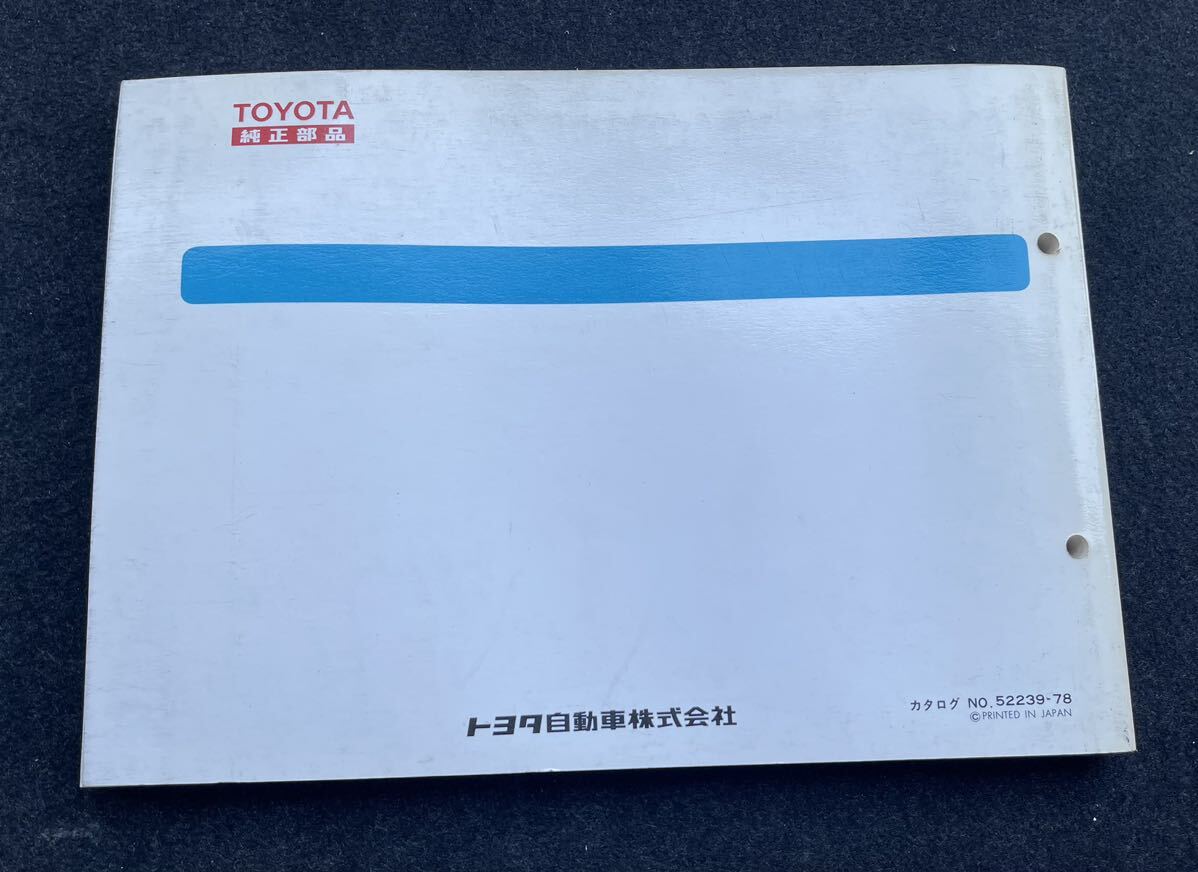 TOYOTA
純正部品
トヨタ自動車株式会社
カタログ NO. 52239-78
©PRINTED IN JAPAN